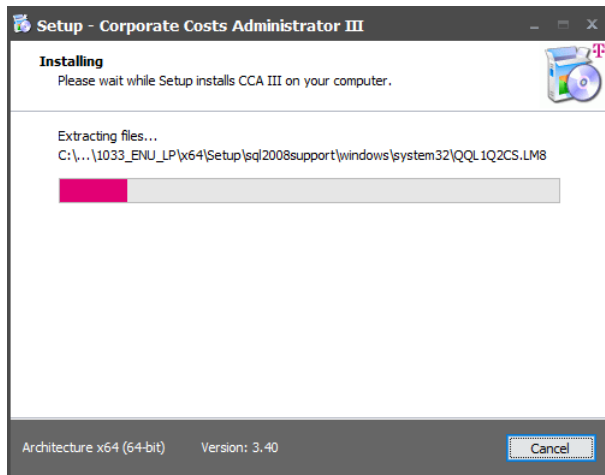 Setup - Corporate Costs Administrator III
Installing
Please wait while Setup installs CCA III on your computer.
T
Extracting files...
C:\...\1033_ENU_LP\x64\Setup\sql2008support\windows\system32\QQL1Q2CS.LM8
Architecture x64 (64-bit) Version: 3.40
Cancel